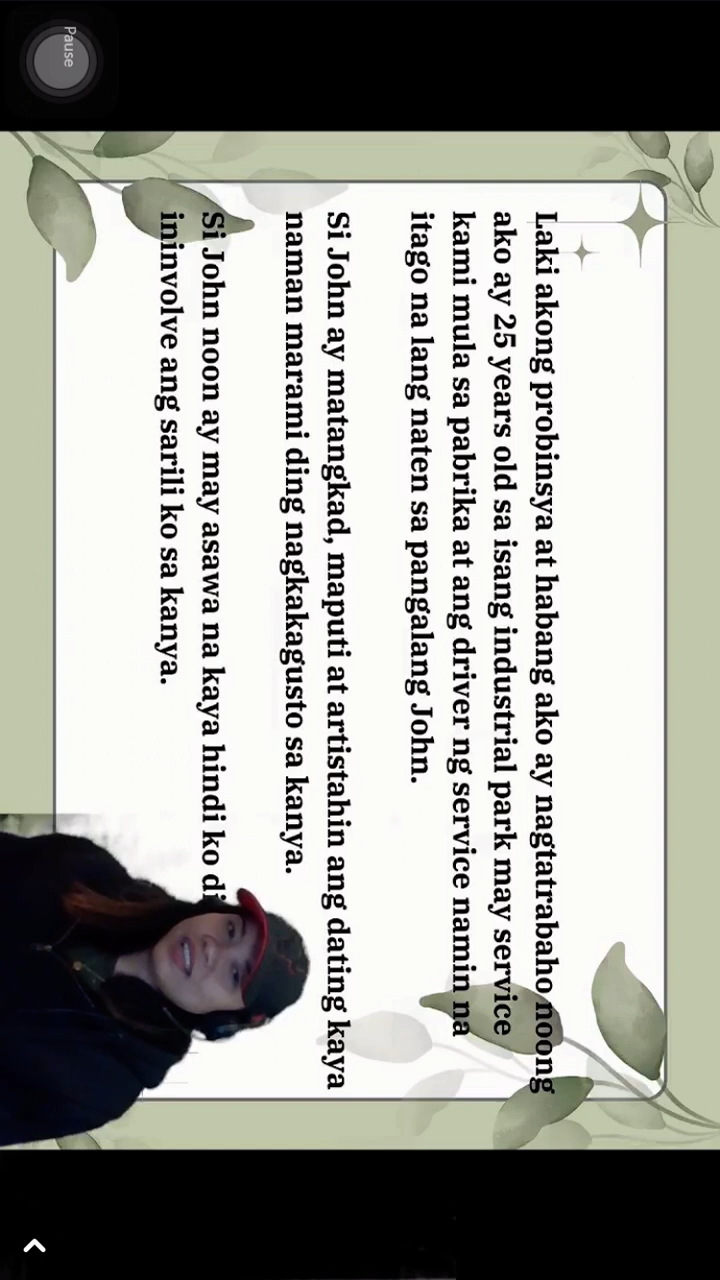 Pause
Laki akong probinsya at habang ako ay nagtatrabaho noong
ako ay 25 years old sa isang industrial park may service
kami mula sa pabrika at ang driver ng service namin na
itago na lang naten sa pangalang John.
Si John ay matangkad, maputi at artistahin ang dating kaya
naman marami ding nagkakagusto sa kanya.
Si John noon ay may asawa na kaya hindi ko
ininvolve ang sarili ko sa kanya.